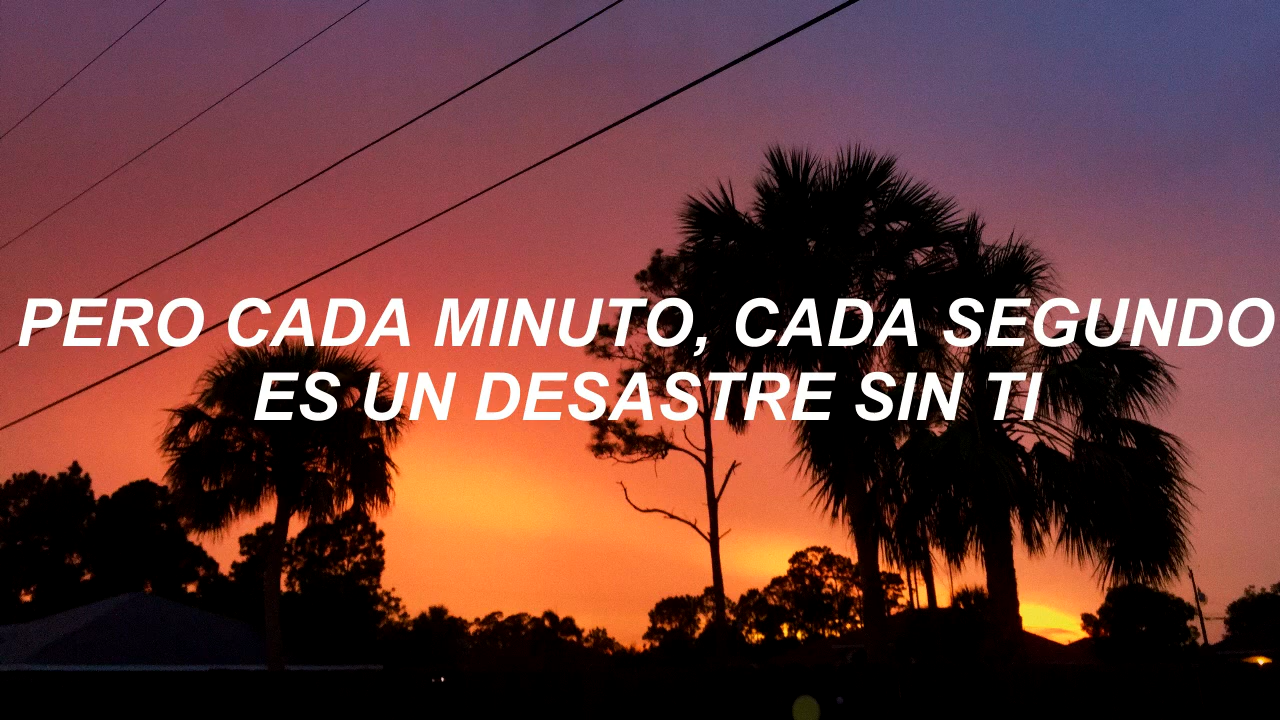 PERO CADA MINUTO, CADA SEGUNDO
ES UN DESASTRE SIN TI